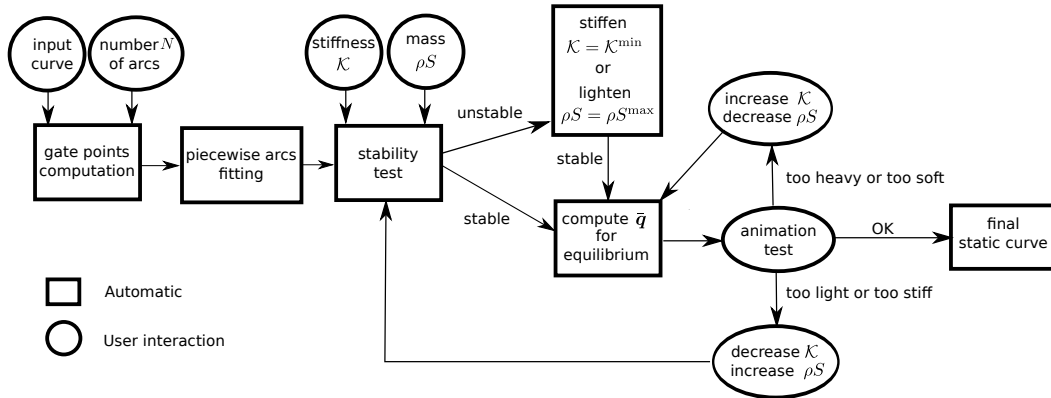 input
curve
number N
of arcs
stiffness
𝒦
mass
ρS
gate points
computation
piecewise arcs
fitting
stability
test
unstable
stable
stiffen
𝒦 = 𝒦^min
or
lighten
ρS = ρS^max
stable
compute q̄
for
equilibrium
increase 𝒦
decrease ρS
too heavy or too soft
animation
test
OK
final
static curve
too light or too stiff
decrease 𝒦
increase ρS
Automatic
User interaction